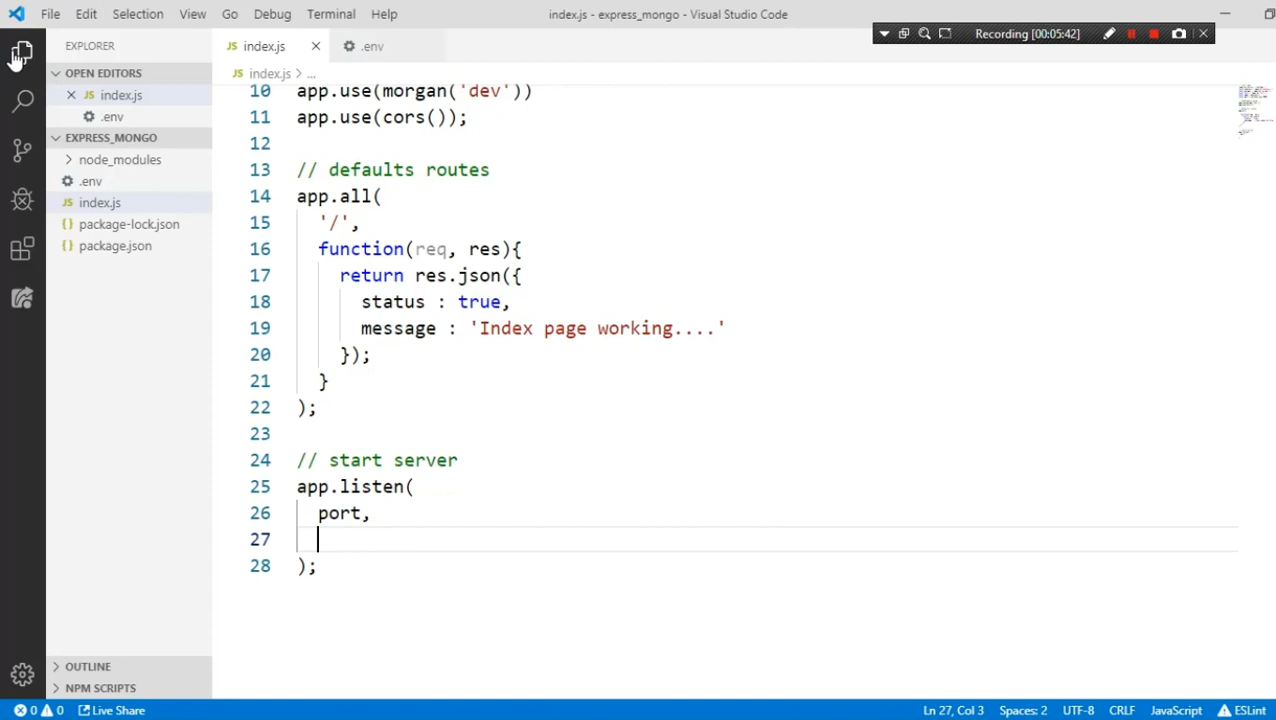 File Edit Selection View Go Debug Terminal Help
index.js - express_mongo - Visual Studio Code
Recording [00:05:42]
EXPLORER
OPEN EDITORS
index.js
.env
EXPRESS_MONGO
node_modules
.env
JS index.js
{} package-lock.json
{} package.json
OUTLINE
NPM SCRIPTS
JS index.js
.env
JS index.js > ...
10 app.use(morgan('dev'))
11 app.use(cors());
12
13 // defaults routes
14 app.all(
15 '/',
16 function(req, res){
17 return res.json({
18 status : true,
19 message : 'Index page working....'
20 });
21 }
22 );
23
24 // start server
25 app.listen(
26 port,
27
28 );
0 0 Live Share
Ln 27, Col 3 Spaces: 2 UTF-8 CRLF JavaScript ESLint